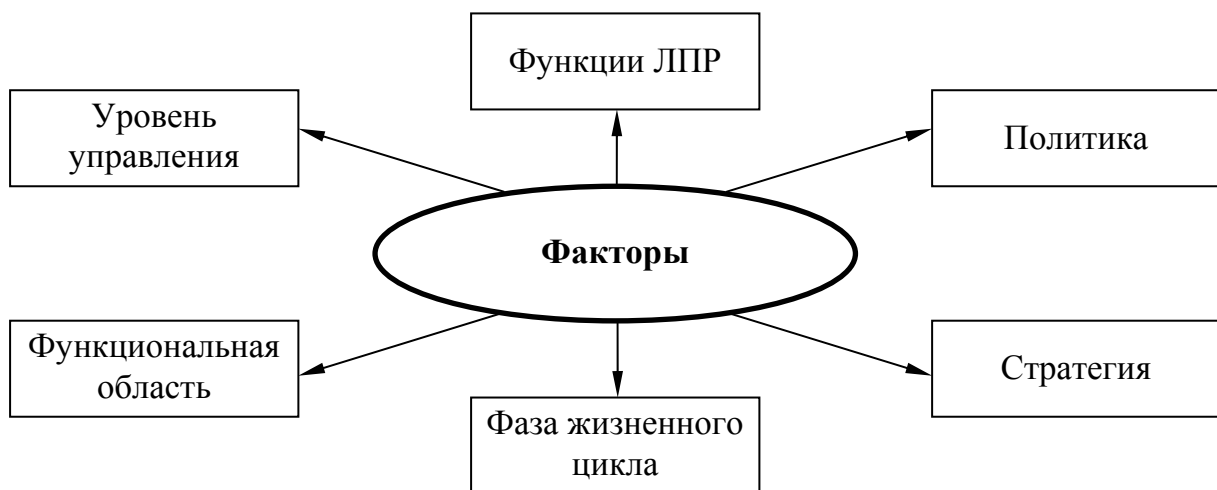 Функции ЛПР
Уровень
управления
Политика
Факторы
Функциональная
область
Стратегия
Фаза жизненного
цикла